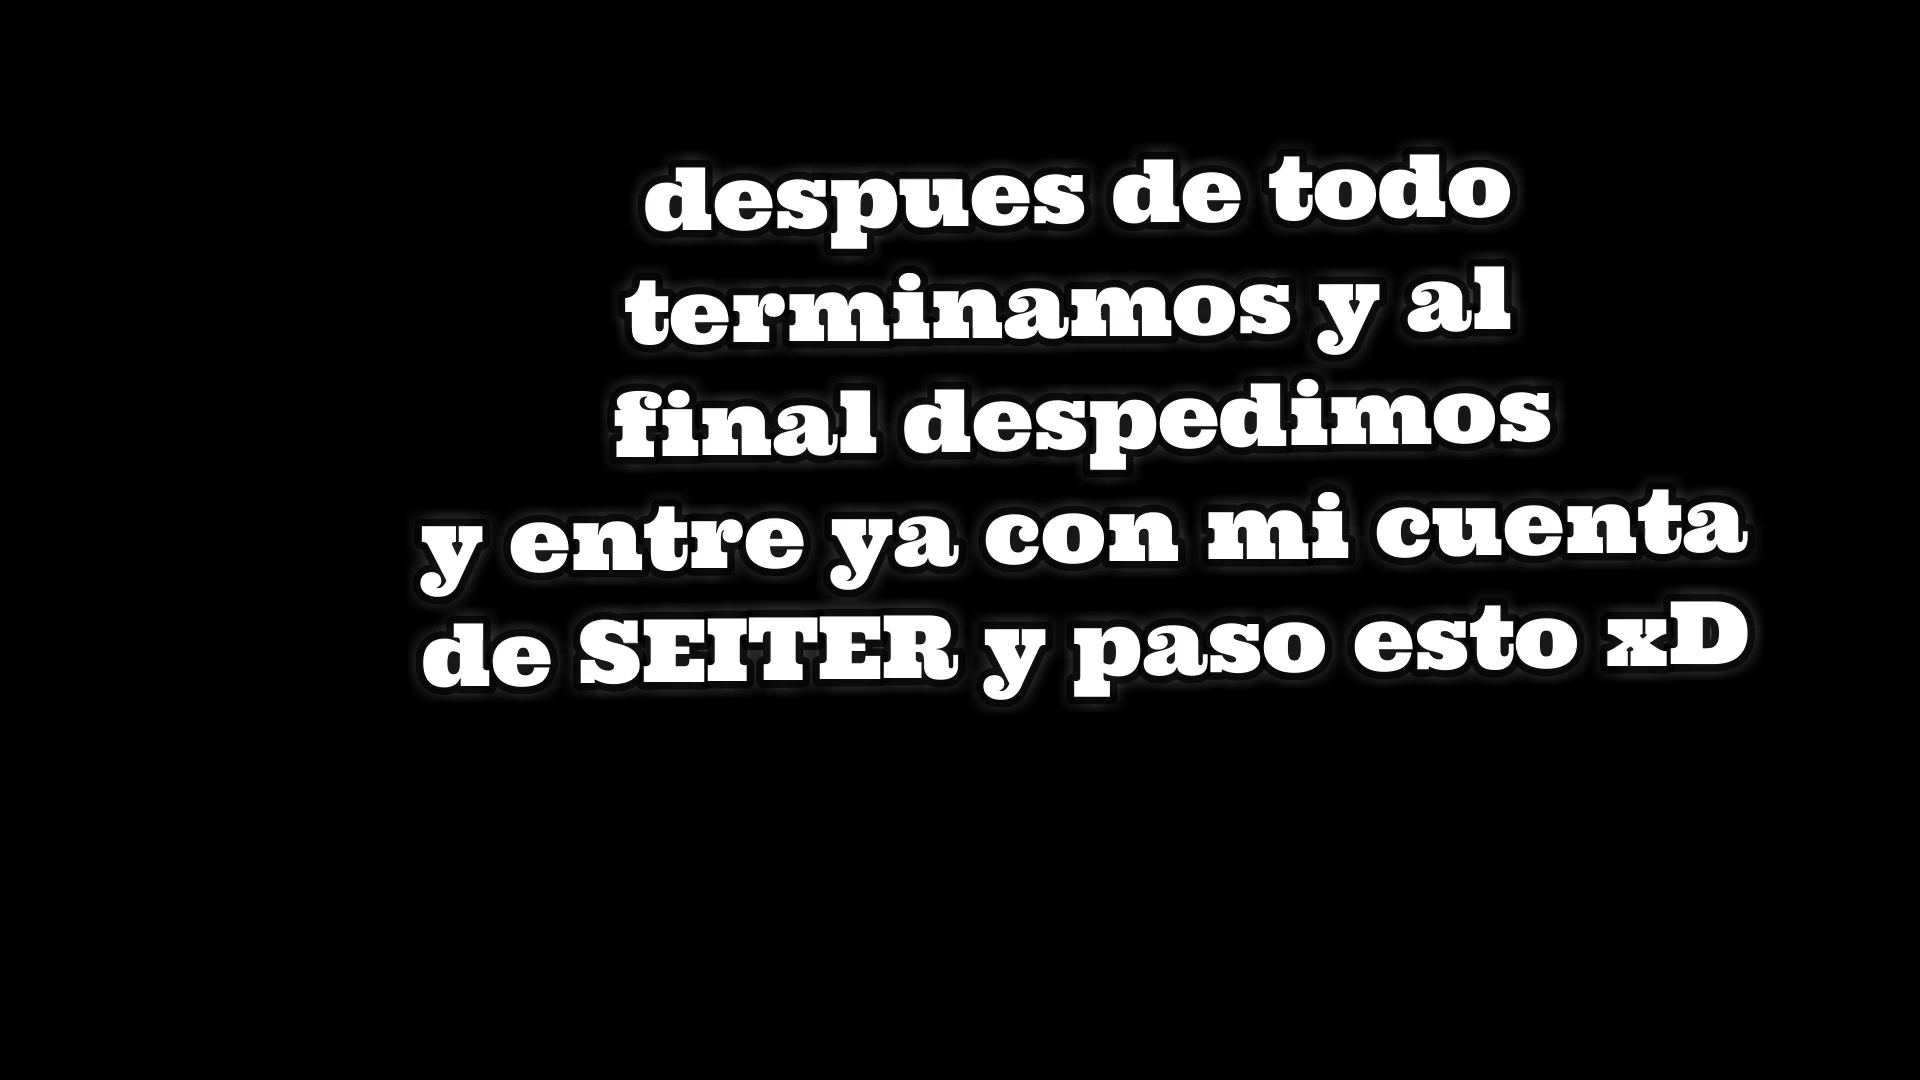 despues de todo
terminamos y al
final despedimos
y entre ya con mi cuenta
de SEITER y paso esto xD